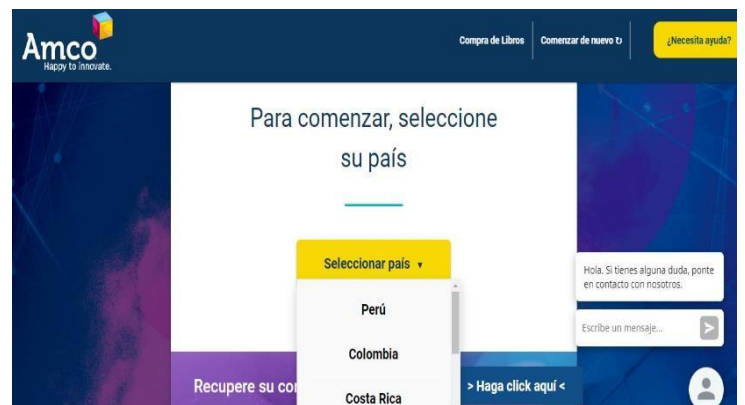 Amco
Happy to innovate.
Compra de Libros
Comenzar de nuevo ↻
¿Necesita ayuda?
Para comenzar, seleccione
su país
Seleccionar país ▾
Perú
Colombia
Costa Rica
Hola. Si tienes alguna duda, ponte
en contacto con nosotros.
Escribe un mensaje...
Recupere su co
> Haga click aquí <